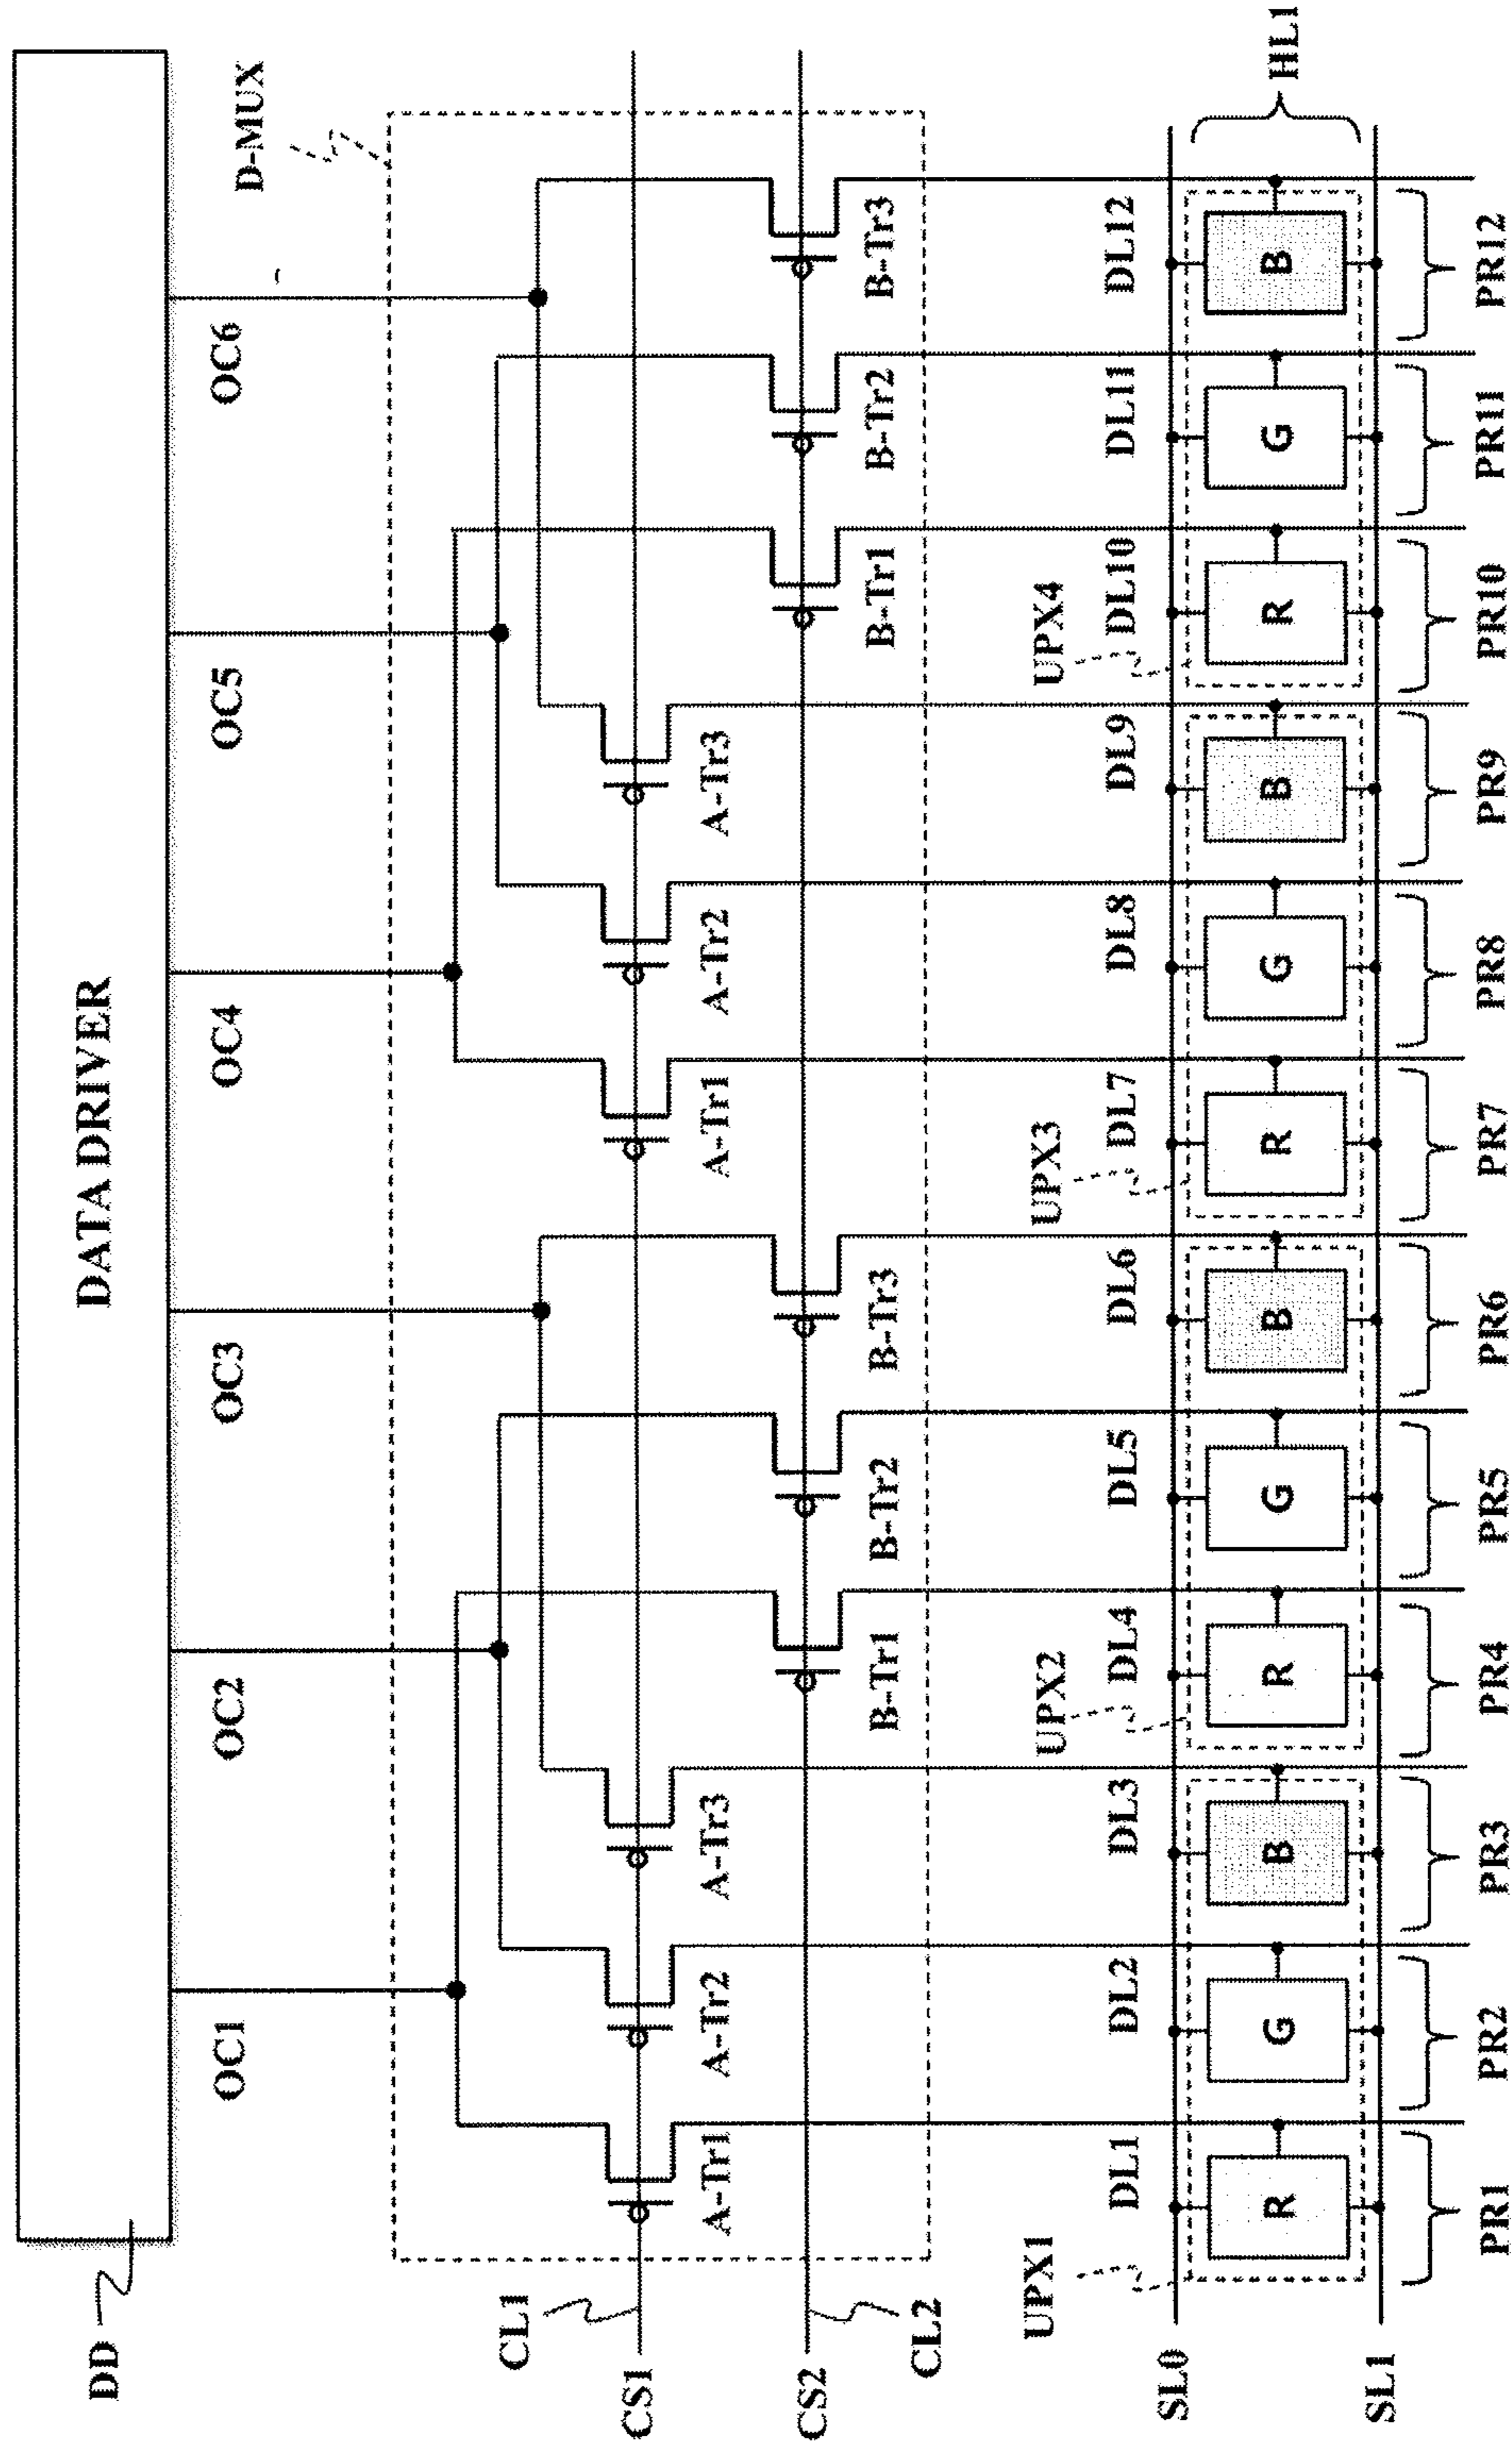 DATA DRIVER
DD
OC1 OC2 OC3 OC4 OC5 OC6
D-MUX
CL1
CS1
A-Tr1 A-Tr2 A-Tr3 A-Tr1 A-Tr2 A-Tr3
CS2
B-Tr1 B-Tr2 B-Tr3 B-Tr1 B-Tr2 B-Tr3
CL2
UPX1 UPX2 UPX3 UPX4
DL1 DL2 DL3 DL4 DL5 DL6 DL7 DL8 DL9 DL10 DL11 DL12
SL0
R G B R G B R G B R G B
HL1
SL1
PR1 PR2 PR3 PR4 PR5 PR6 PR7 PR8 PR9 PR10 PR11 PR12